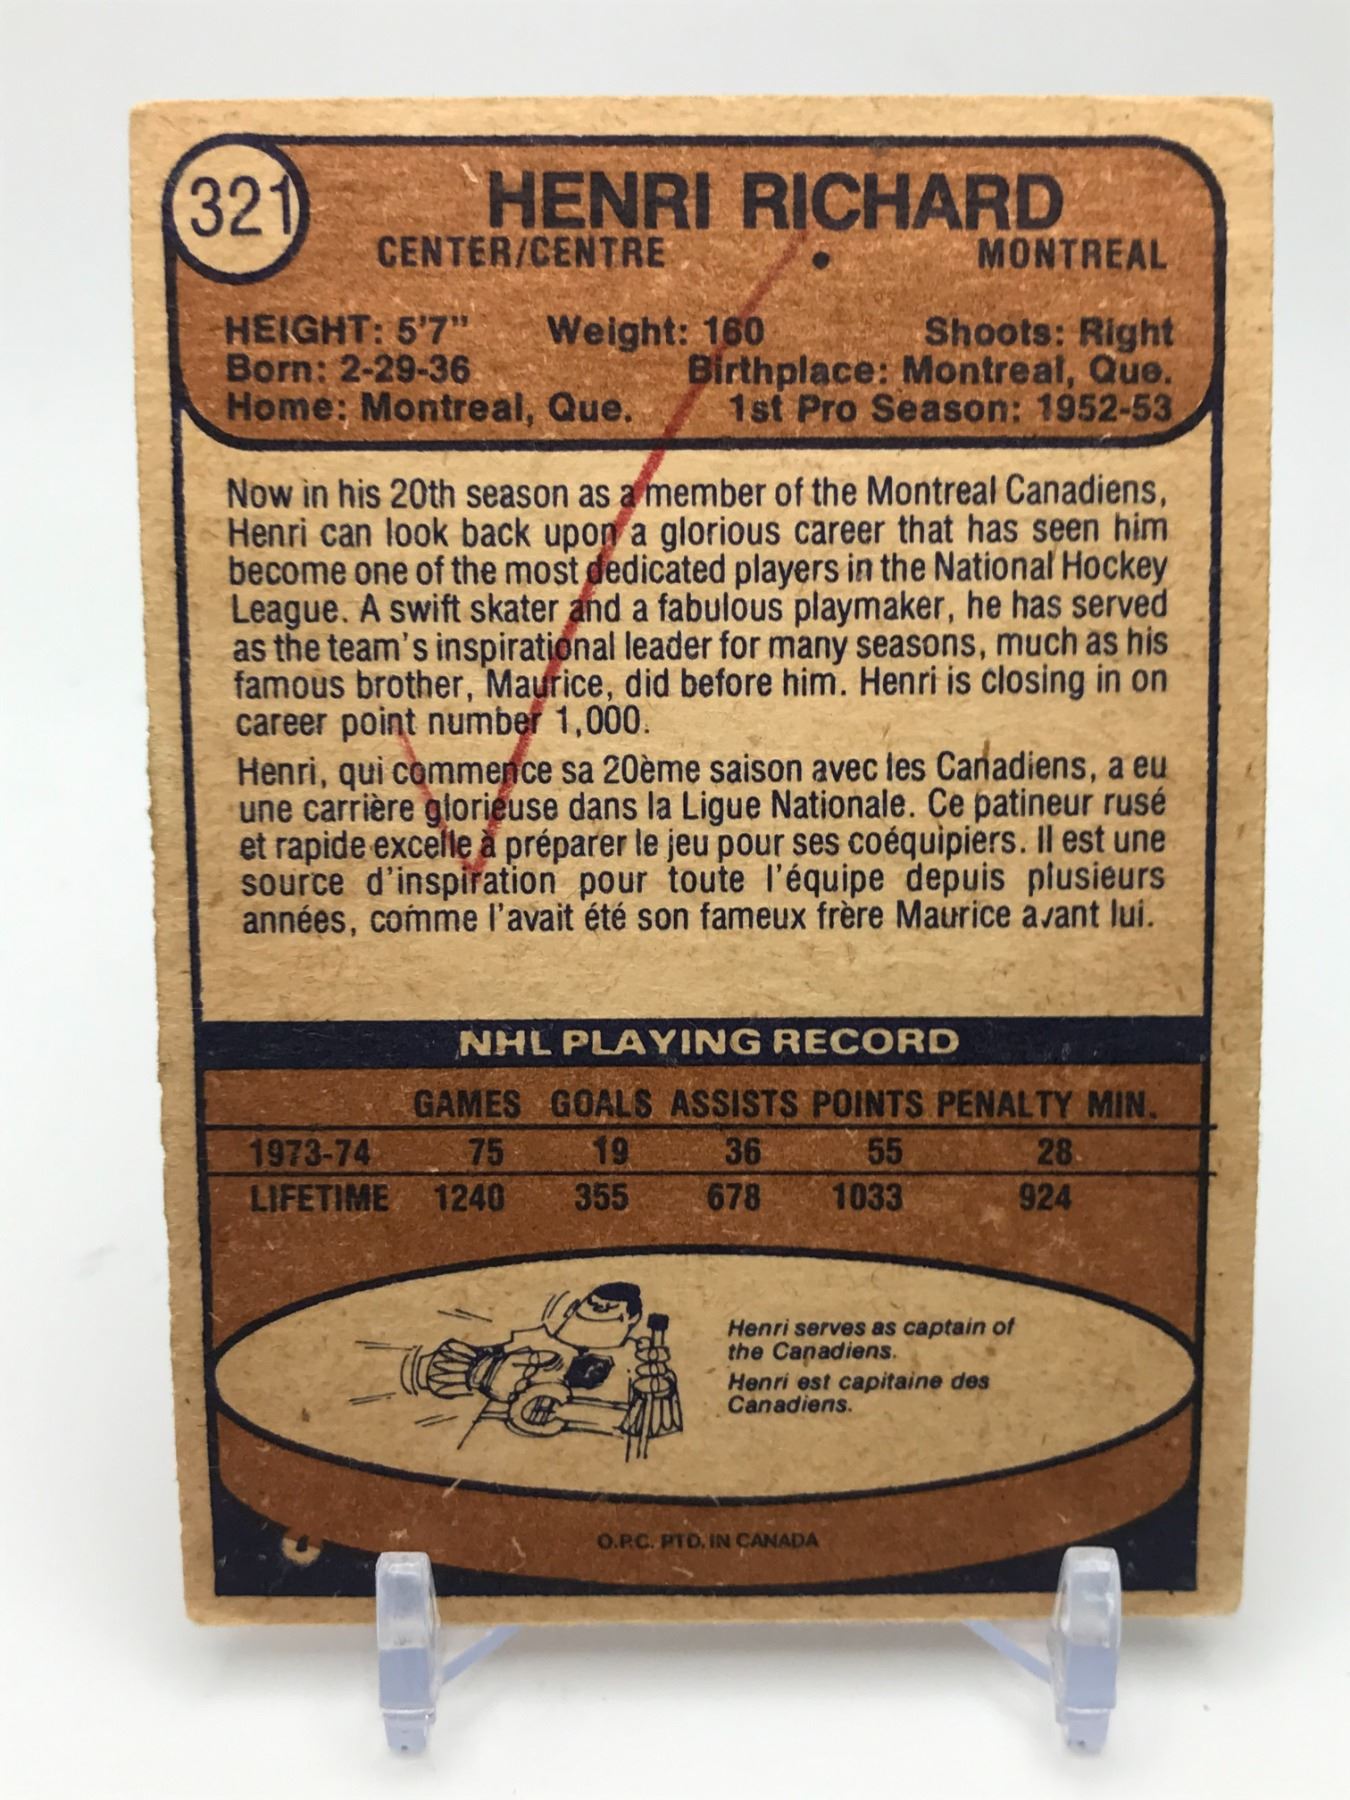 321
HENRI RICHARD
CENTER/CENTRE • MONTREAL
HEIGHT: 5'7" Weight: 160 Shoots: Right
Born: 2-29-36 Birthplace: Montreal, Que.
Home: Montreal, Que. 1st Pro Season: 1952-53
Now in his 20th season as a member of the Montreal Canadiens,
Henri can look back upon a glorious career that has seen him
become one of the most dedicated players in the National Hockey
League. A swift skater and a fabulous playmaker, he has served
as the team's inspirational leader for many seasons, much as his
famous brother, Maurice, did before him. Henri is closing in on
career point number 1,000.
Henri, qui commence sa 20ème saison avec les Canadiens, a eu
une carrière glorieuse dans la Ligue Nationale. Ce patineur rusé
et rapide excelle à préparer le jeu pour ses coéquipiers. Il est une
source d'inspiration pour toute l'équipe depuis plusieurs
années, comme l'avait été son fameux frère Maurice avant lui.
NHL PLAYING RECORD
GAMES GOALS ASSISTS POINTS PENALTY MIN.
1973-74 75 19 36 55 28
LIFETIME 1240 355 678 1033 924
Henri serves as captain of
the Canadiens.
Henri est capitaine des
Canadiens.
O.P.C. PTD. IN CANADA